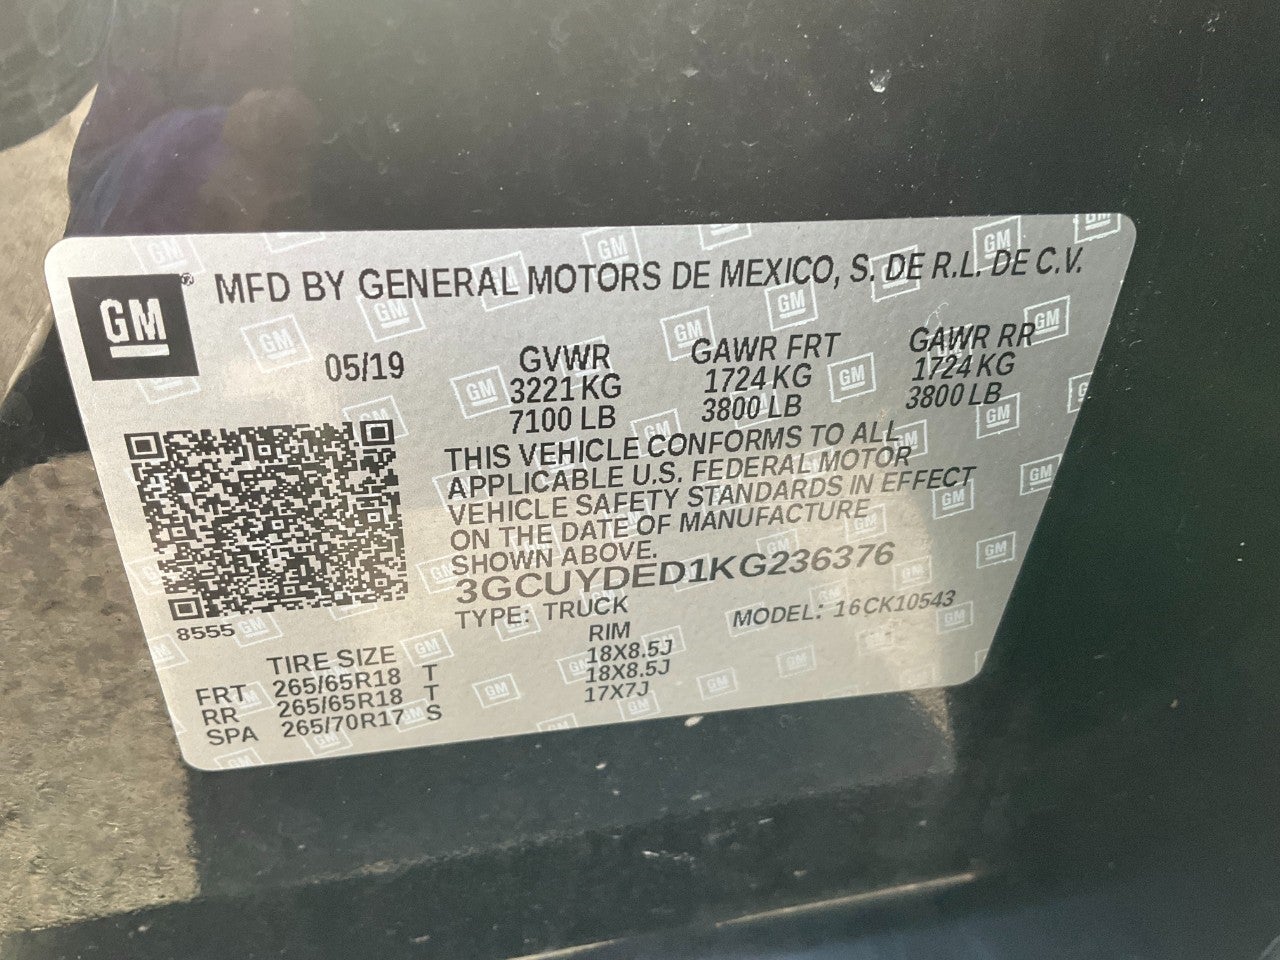 GM ® MFD BY GENERAL MOTORS DE MEXICO, S. DE R.L. DE C.V.
05/19
GVWR
3221 KG
7100 LB
GAWR FRT
1724 KG
3800 LB
GAWR RR
1724 KG
3800 LB
THIS VEHICLE CONFORMS TO ALL
APPLICABLE U.S. FEDERAL MOTOR
VEHICLE SAFETY STANDARDS IN EFFECT
ON THE DATE OF MANUFACTURE
SHOWN ABOVE.
3GCUYDED1KG236376
TYPE: TRUCK MODEL: 16CK10543
8555
TIRE SIZE RIM
FRT 265/65R18 T 18X8.5J
RR 265/65R18 T 18X8.5J
SPA 265/70R17 S 17X7J